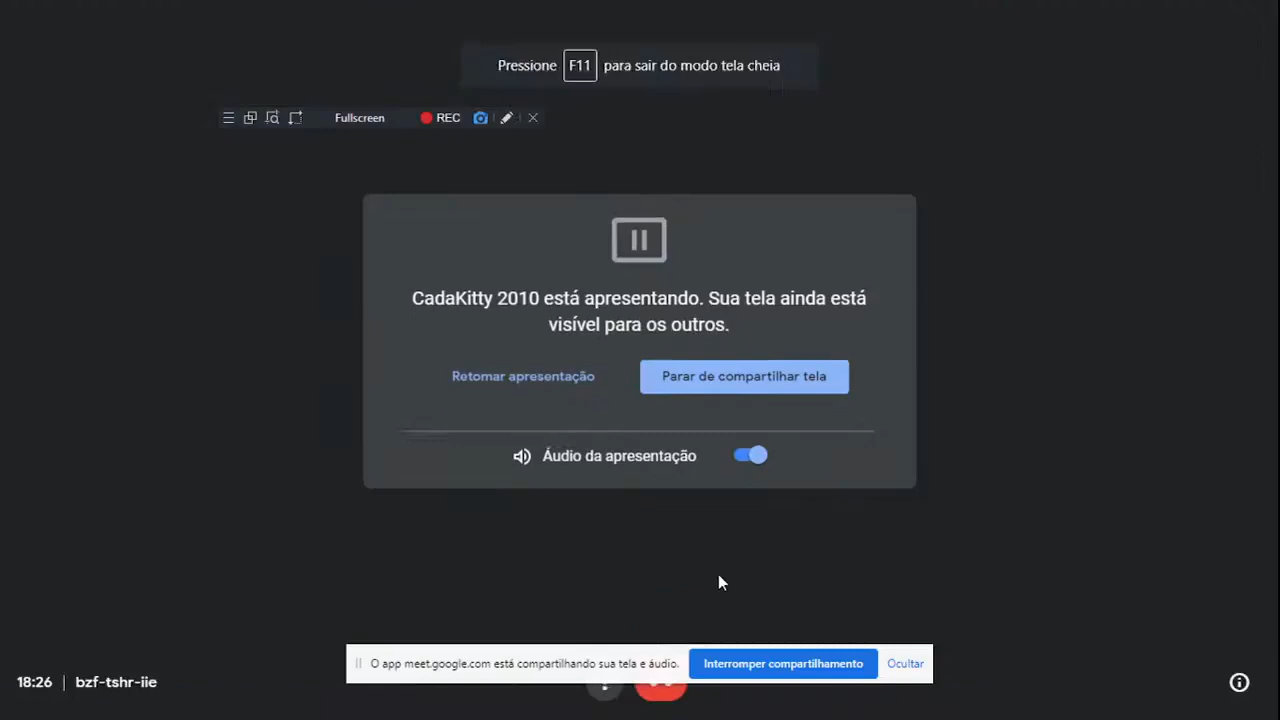 Pressione F11 para sair do modo tela cheia
Fullscreen REC
CadaKitty 2010 está apresentando. Sua tela ainda está
visível para os outros.
Retomar apresentação Parar de compartilhar tela
Áudio da apresentação
O app meet.google.com está compartilhando sua tela e áudio. Interromper compartilhamento Ocultar
18:26 | bzf-tshr-iie